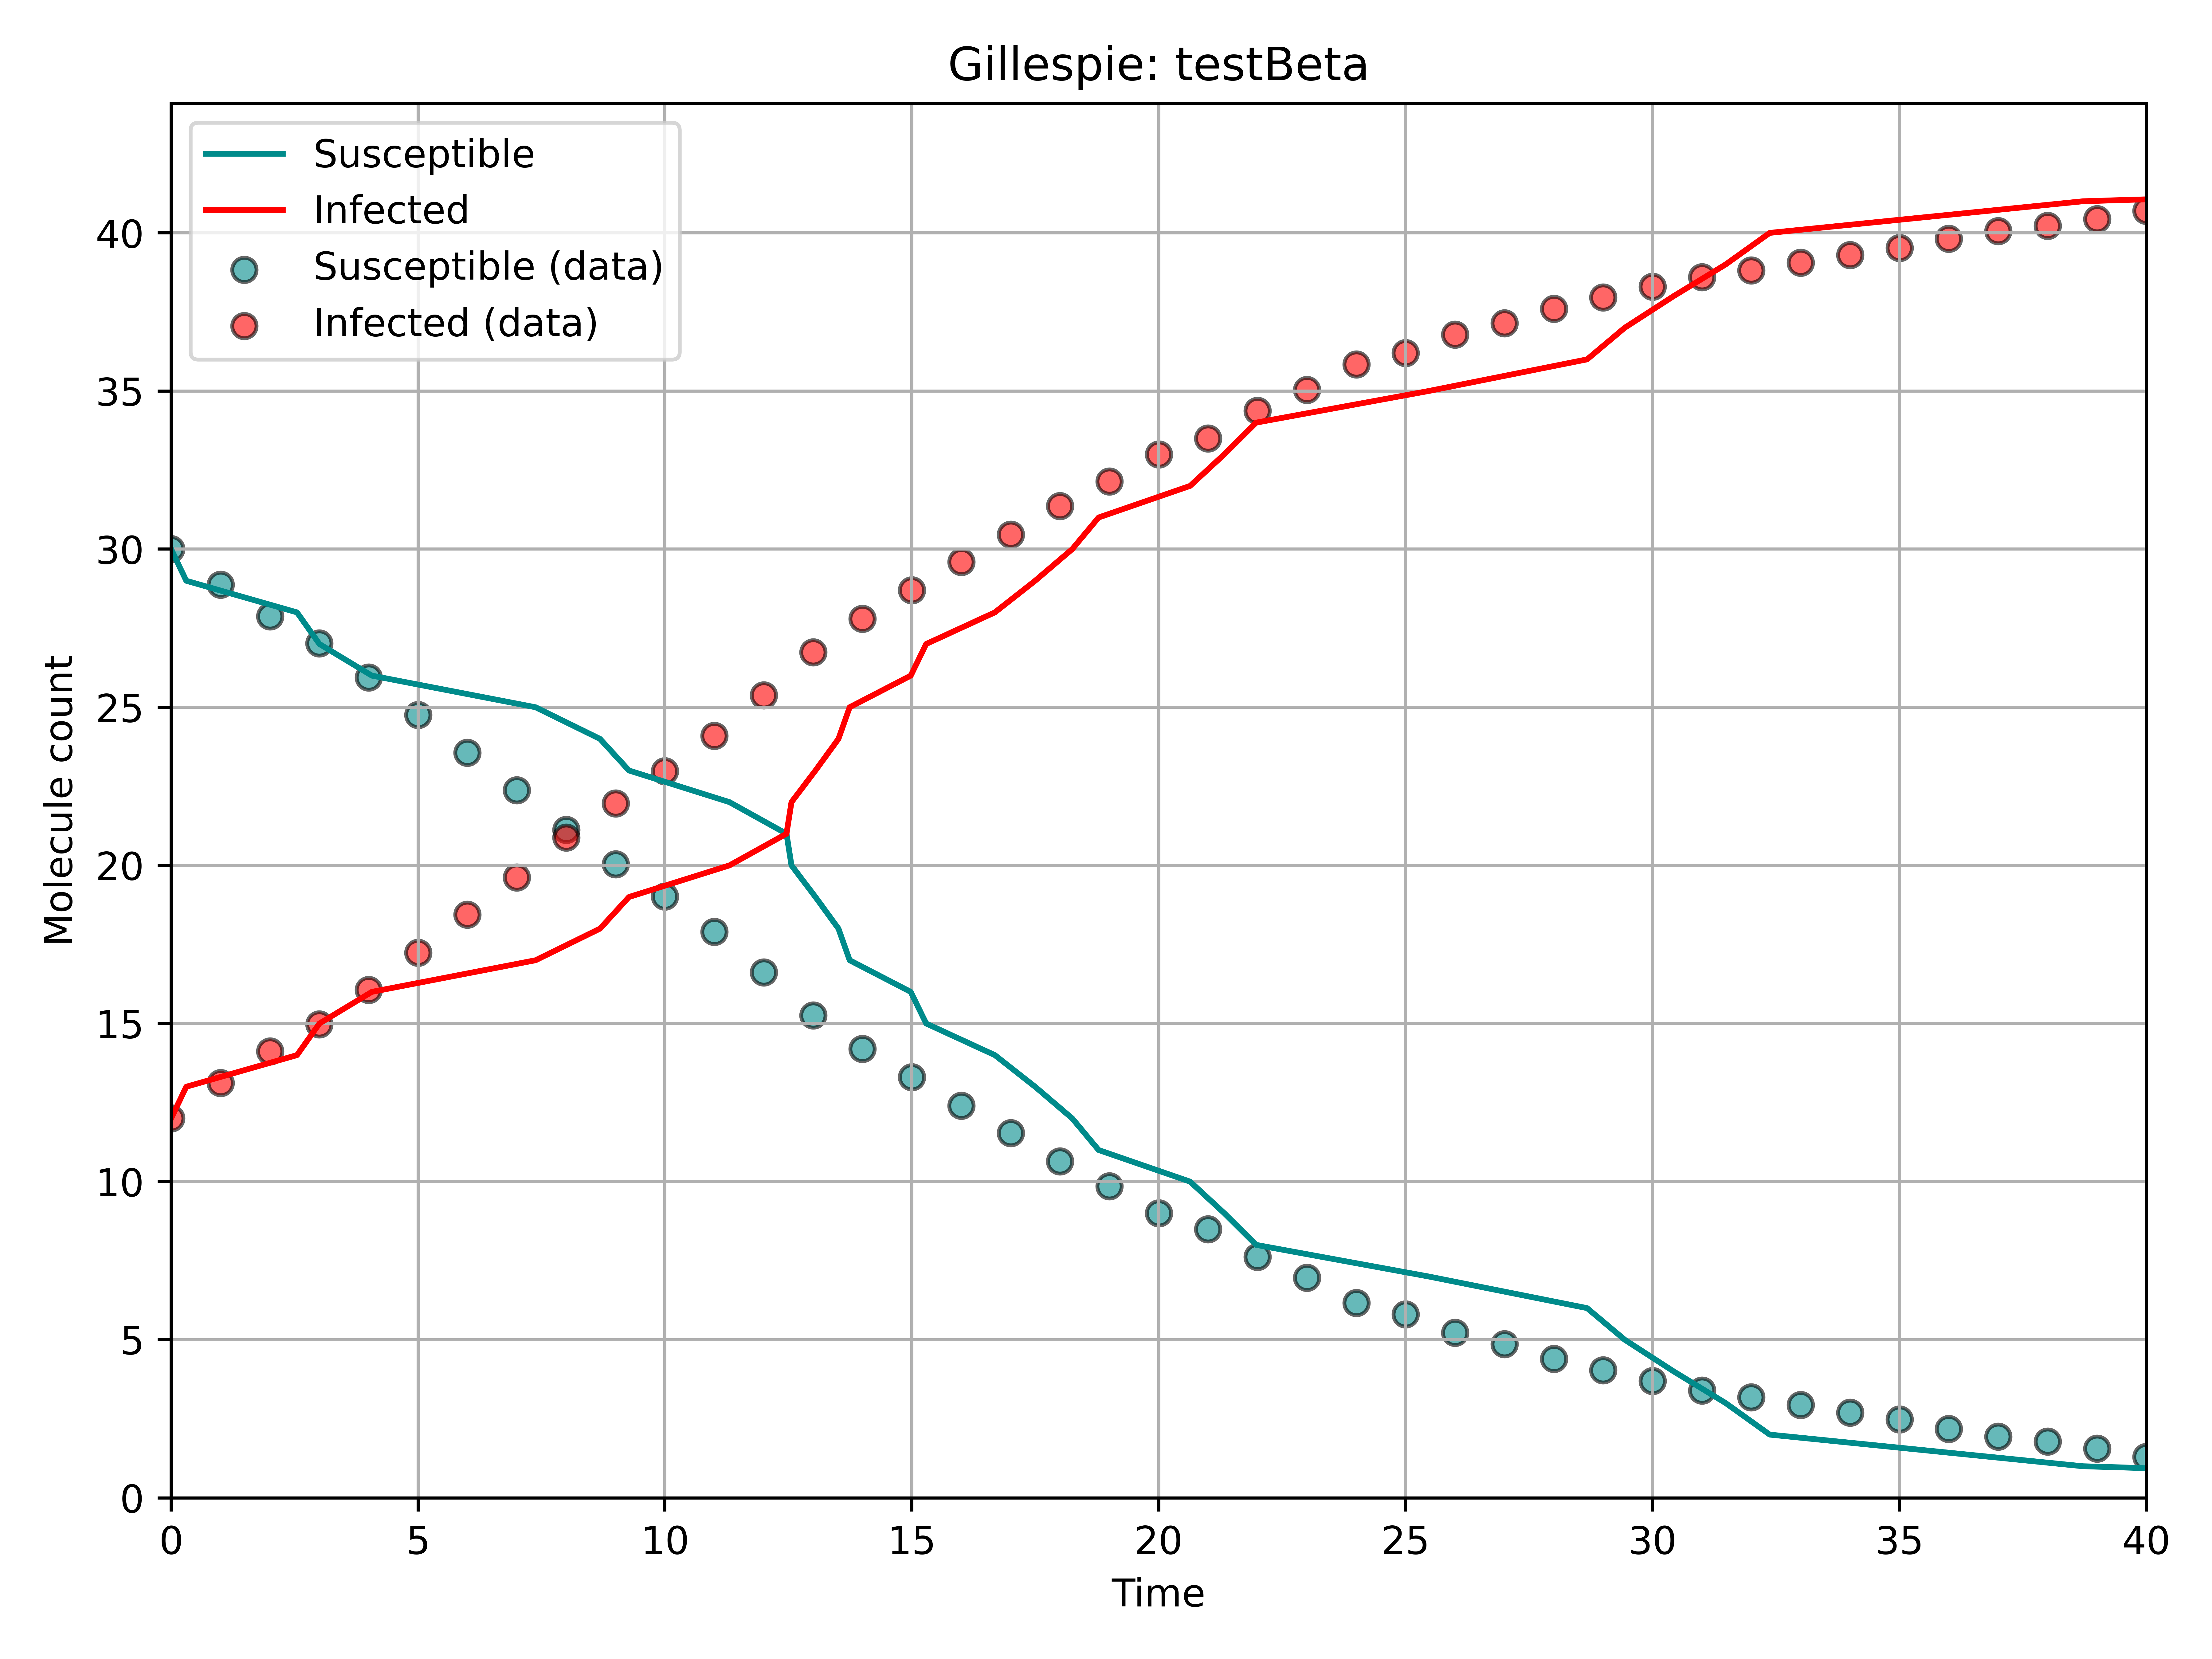 Gillespie: testBeta
Susceptible
Infected
Susceptible (data)
Infected (data)
Molecule count
40
35
30
25
20
15
10
5
0
0 5 10 15 20 25 30 35 40
Time